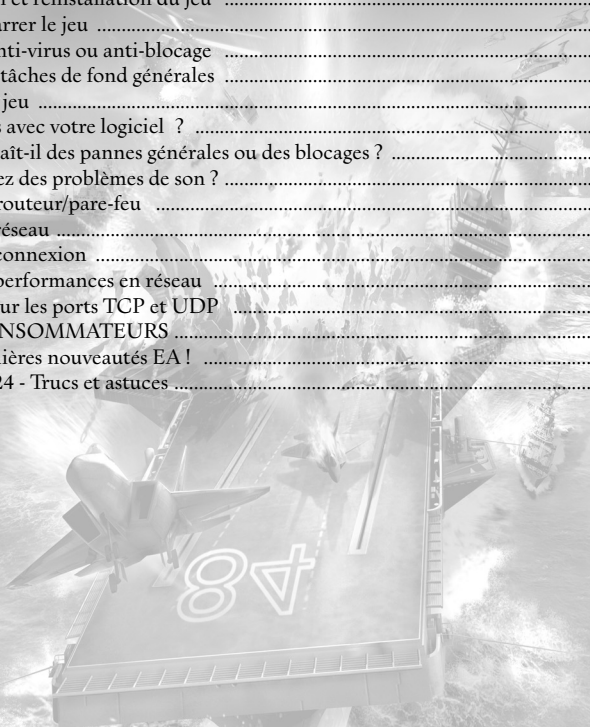 et réinstallation du jeu ..........
arrer le jeu ..........
nti-virus ou anti-blocage ..........
tâches de fond générales ..........
jeu ..........
s avec votre logiciel ? ..........
aît-il des pannes générales ou des blocages ? ..........
ez des problèmes de son ? ..........
routeur/pare-feu ..........
réseau ..........
connexion ..........
performances en réseau ..........
ur les ports TCP et UDP ..........
NSOMMATEURS ..........
ières nouveautés EA ! ..........
24 - Trucs et astuces ..........
48